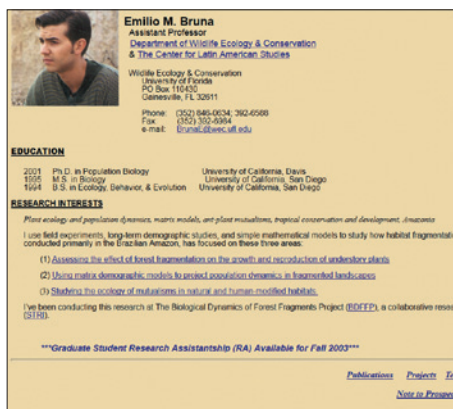 Emilio M. Bruna
Assistant Professor
Department of Wildlife Ecology & Conservation
& The Center for Latin American Studies
Wildlife Ecology & Conservation
University of Florida
PO Box 110430
Gainesville, FL 32611
Phone: (352) 846-0634; 392-6588
Fax: (352) 392-6984
e-mail: BrunaE@wec.ufl.edu
EDUCATION
2001 Ph.D. in Population Biology University of California, Davis
1995 M.S. in Biology University of California, San Diego
1994 B.S. in Ecology, Behavior, & Evolution University of California, San Diego
RESEARCH INTERESTS
Plant ecology and population dynamics, matrix models, ant-plant mutualisms, tropical conservation and development, Amazonia
I use field experiments, long-term demographic studies, and simple mathematical models to study how habitat fragmentatio
conducted primarily in the Brazilian Amazon, has focused on these three areas:
(1) Assessing the effect of forest fragmentation on the growth and reproduction of understory plants
(2) Using matrix demographic models to project population dynamics in fragmented landscapes
(3) Studying the ecology of mutualisms in natural and human-modified habitats.
I've been conducting this research at The Biological Dynamics of Forest Fragments Project (BDFFP), a collaborative resea
(STRI).
***Graduate Student Research Assistantship (RA) Available for Fall 2003***
Publications Projects Te
Note to Prospe